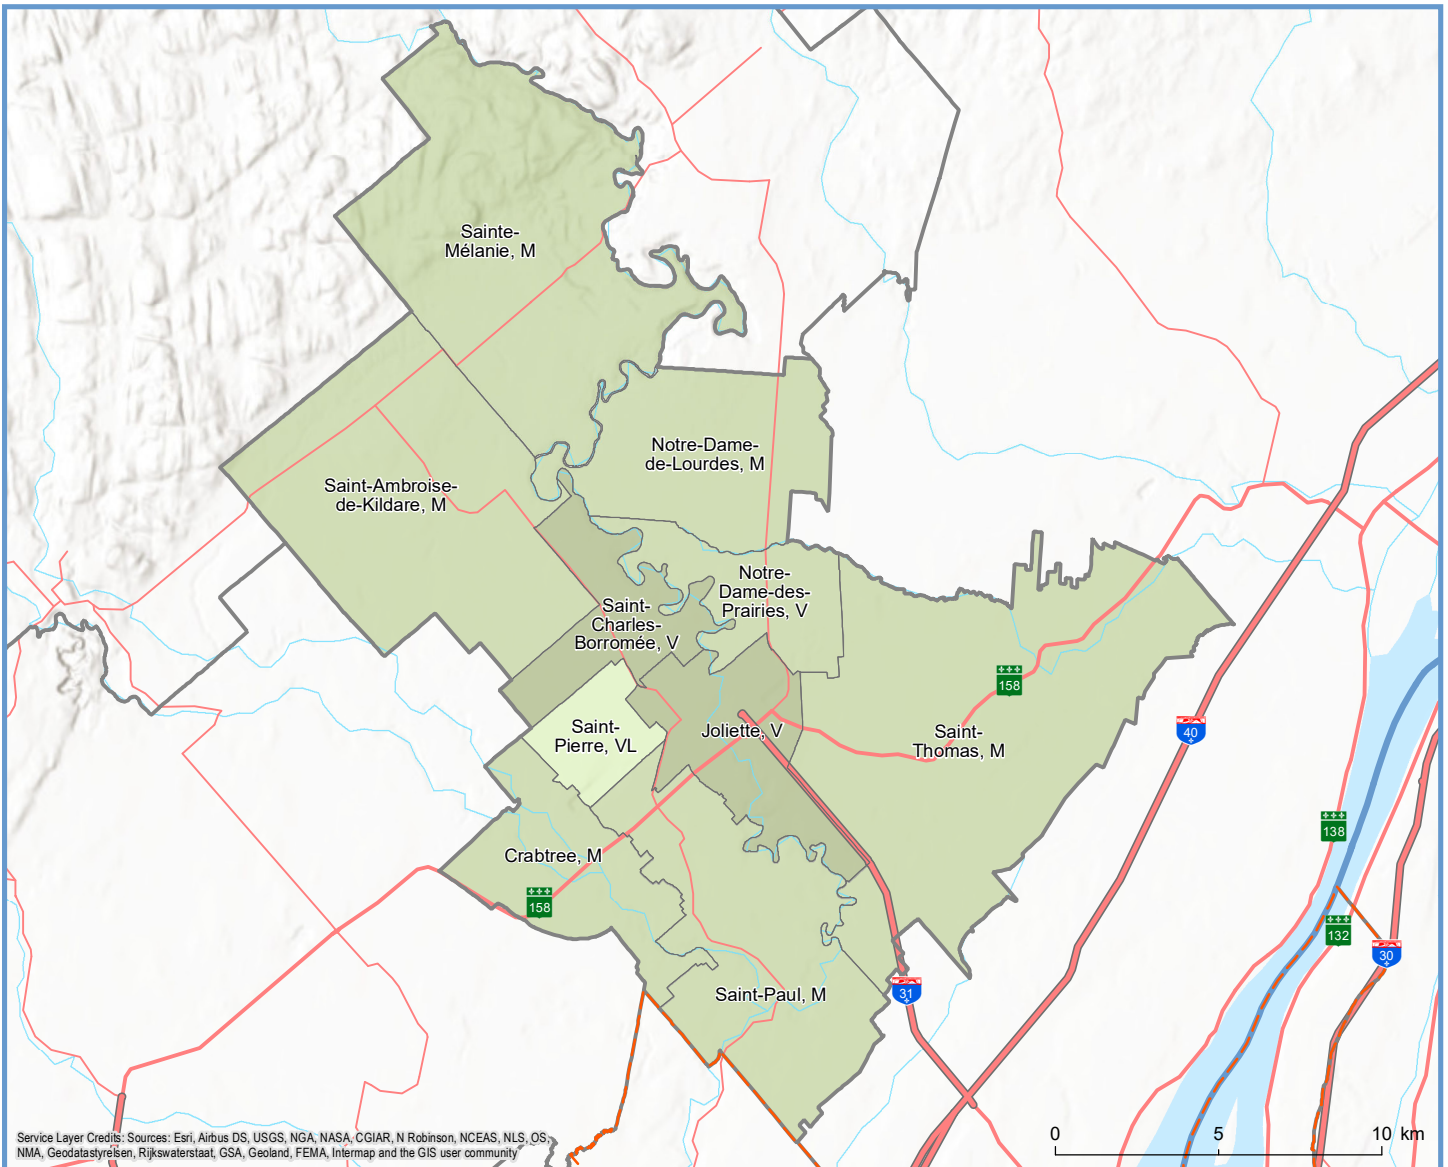 Sainte-
Mélanie, M
Notre-Dame-
de-Lourdes, M
Saint-Ambroise-
de-Kildare, M
Notre-
Dame-des-
Prairies, V
Saint-
Charles-
Borromée, V
158
Saint-
Pierre, VL
Joliette, V
Saint-
Thomas, M
40
138
Crabtree, M
158
132
30
31
Saint-Paul, M
0 5 10 km
Service Layer Credits: Sources: Esri, Airbus DS, USGS, NGA, NASA, CGIAR, N Robinson, NCEAS, NLS, OS,
NMA, Geodatastyrelsen, Rijkswaterstaat, GSA, Geoland, FEMA, Intermap and the GIS user community